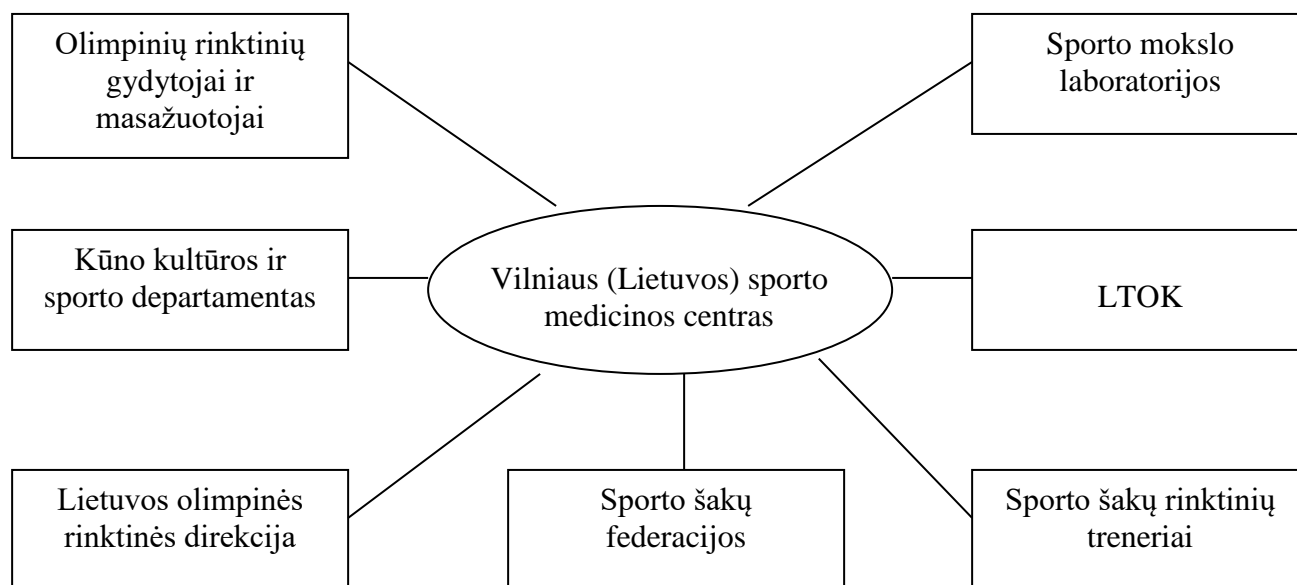 Olimpinių rinktinių
gydytojai ir
masažuotojai
Sporto mokslo
laboratorijos
Kūno kultūros ir
sporto departamentas
Vilniaus (Lietuvos) sporto
medicinos centras
LTOK
Lietuvos olimpinės
rinktinės direkcija
Sporto šakų
federacijos
Sporto šakų rinktinių
treneriai